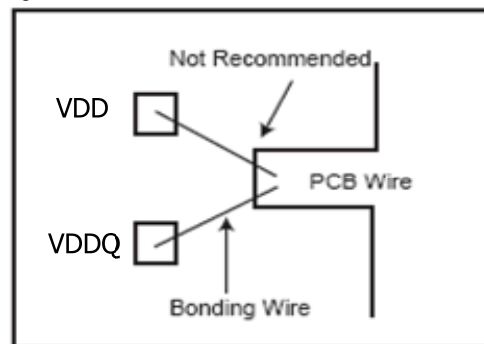 Not Recommended
VDD
PCB Wire
VDDQ
Bonding Wire